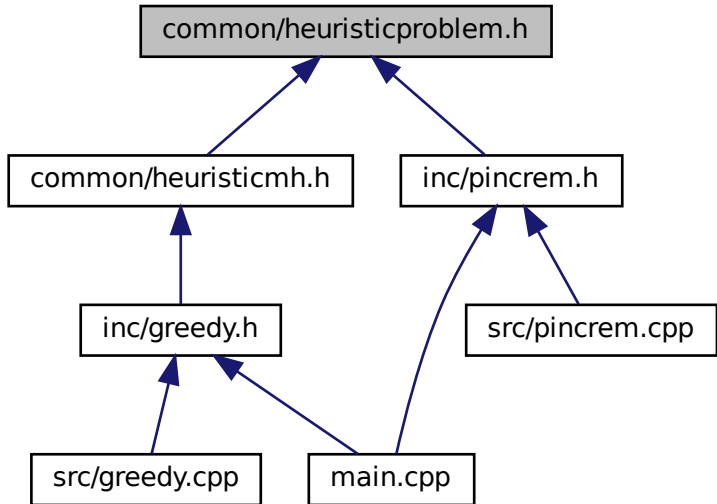 common/heuristicproblem.h
common/heuristicmh.h
inc/pincrem.h
inc/greedy.h
src/pincrem.cpp
src/greedy.cpp
main.cpp